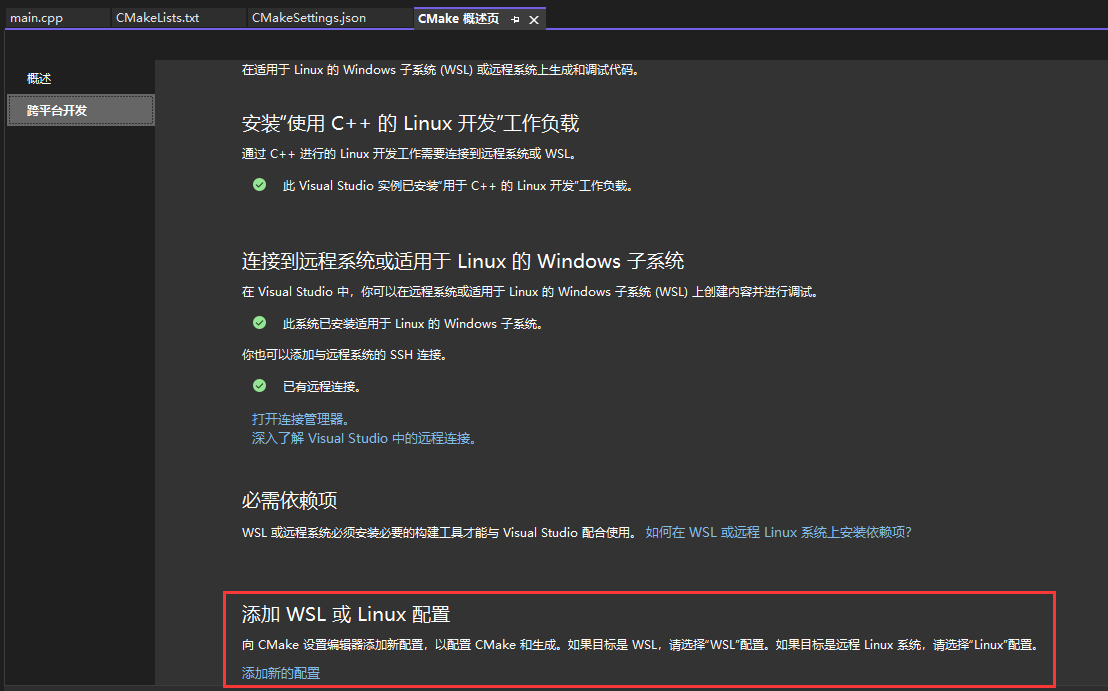 main.cpp
CMakeLists.txt
CMakeSettings.json
CMake 概述页
概述
跨平台开发
在适用于 Linux 的 Windows 子系统 (WSL) 或远程系统上生成和调试代码。
安装“使用 C++ 的 Linux 开发”工作负载
通过 C++ 进行的 Linux 开发工作需要连接到远程系统或 WSL。
此 Visual Studio 实例已安装“用于 C++ 的 Linux 开发”工作负载。
连接到远程系统或适用于 Linux 的 Windows 子系统
在 Visual Studio 中，你可以在远程系统或适用于 Linux 的 Windows 子系统 (WSL) 上创建内容并进行调试。
此系统已安装适用于 Linux 的 Windows 子系统。
你也可以添加与远程系统的 SSH 连接。
已有远程连接。
打开连接管理器。
深入了解 Visual Studio 中的远程连接。
必需依赖项
WSL 或远程系统必须安装必要的构建工具才能与 Visual Studio 配合使用。 如何在 WSL 或远程 Linux 系统上安装依赖项?
添加 WSL 或 Linux 配置
向 CMake 设置编辑器添加新配置，以配置 CMake 和生成。如果目标是 WSL，请选择“WSL”配置。如果目标是远程 Linux 系统，请选择“Linux”配置。
添加新的配置